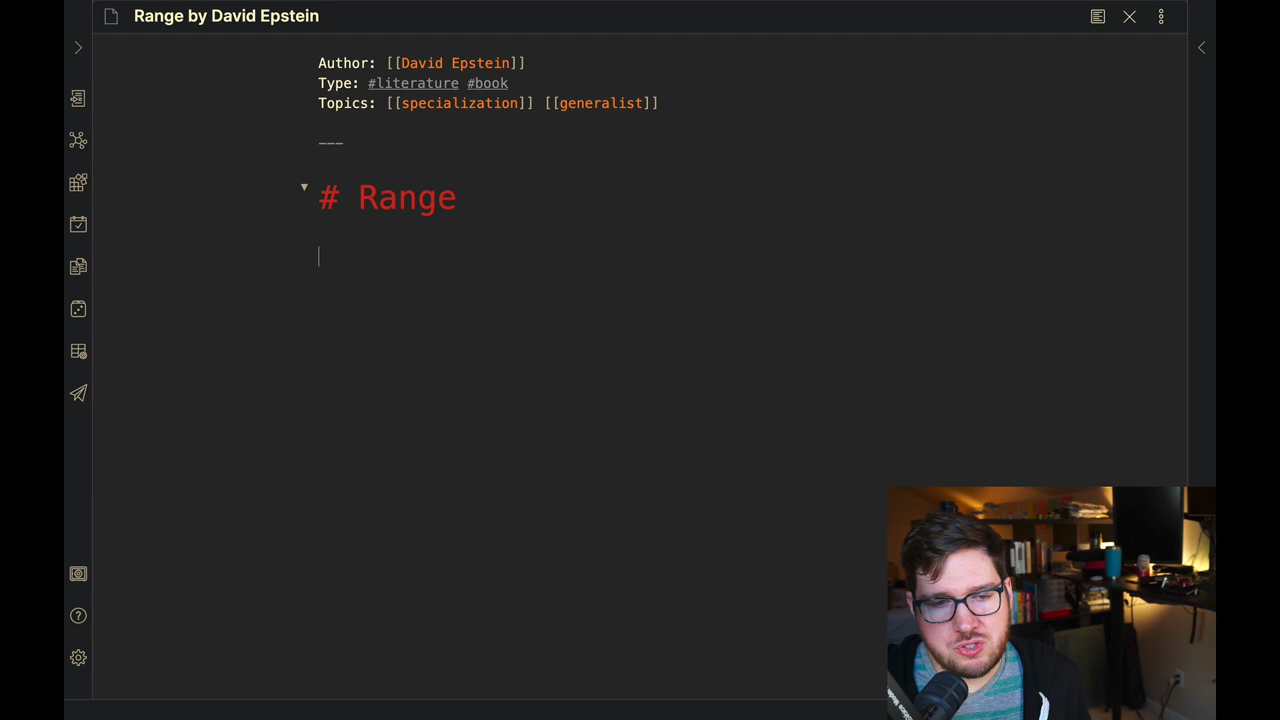 Range by David Epstein
Author: [[David Epstein]]
Type: #literature #book
Topics: [[specialization]] [[generalist]]
---
# Range